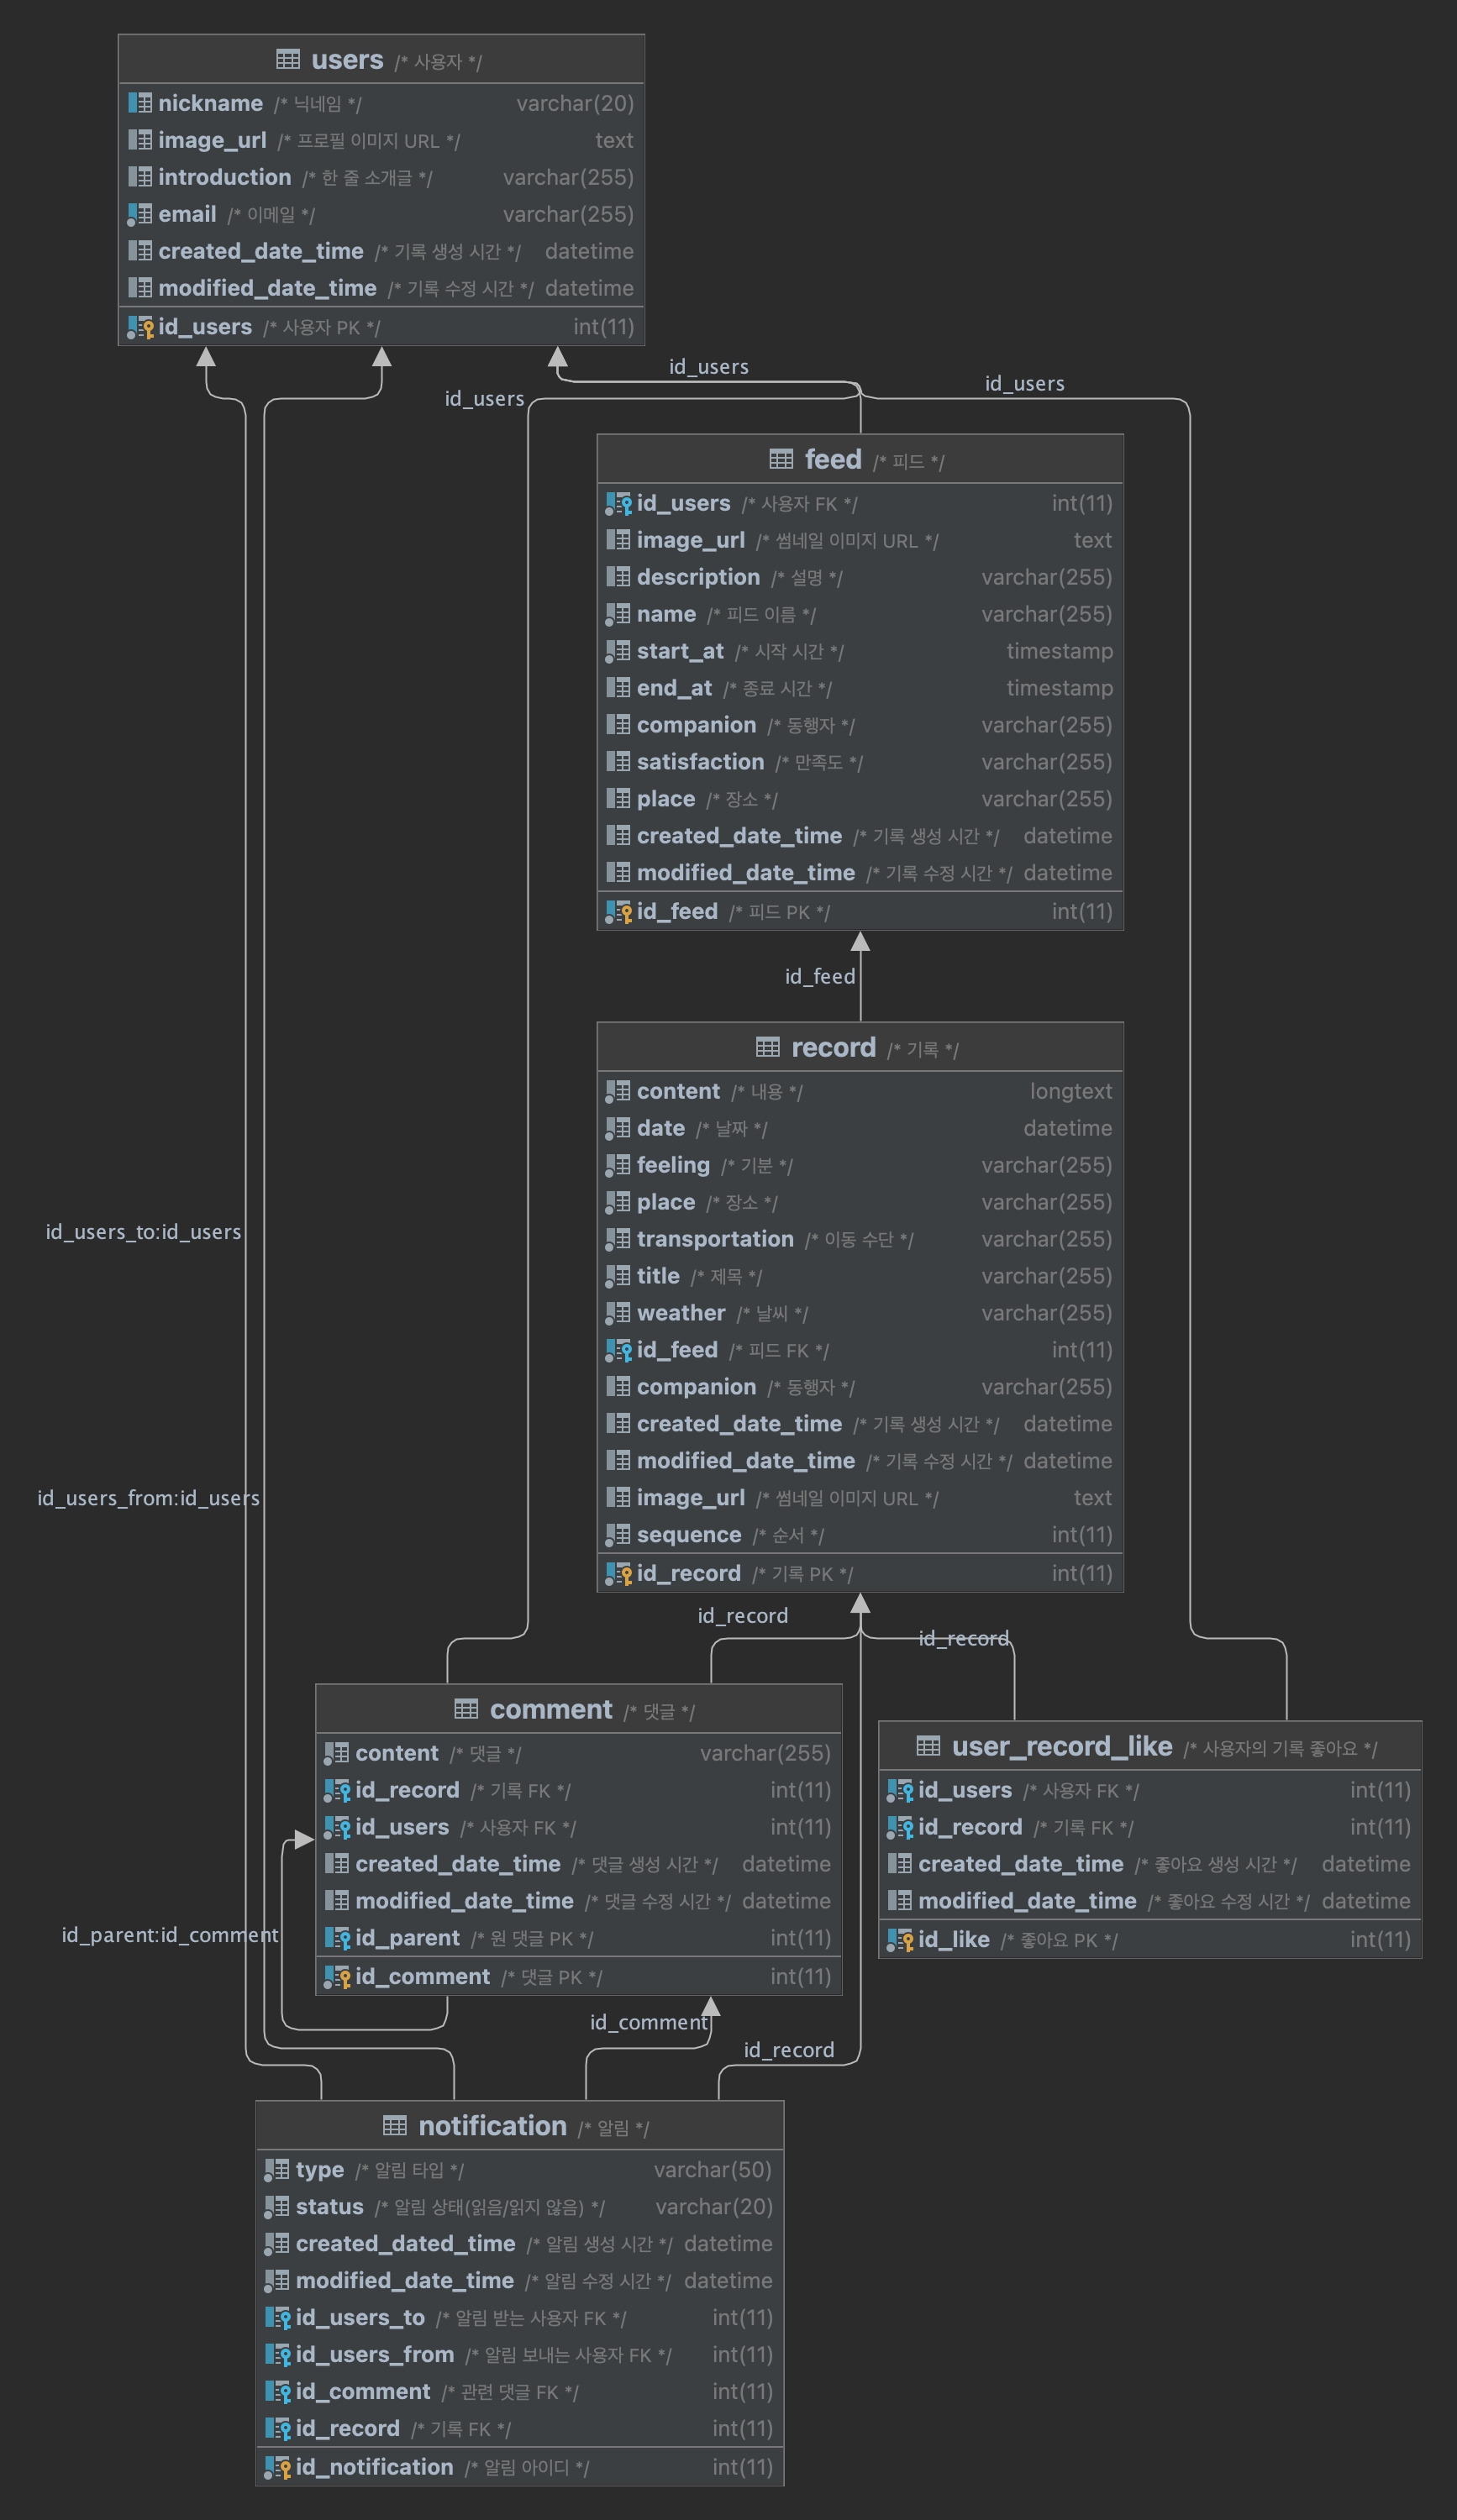 users /* 사용자 */
nickname /* 닉네임 */ varchar(20)
image_url /* 프로필 이미지 URL */ text
introduction /* 한 줄 소개글 */ varchar(255)
email /* 이메일 */ varchar(255)
created_date_time /* 기록 생성 시간 */ datetime
modified_date_time /* 기록 수정 시간 */ datetime
id_users /* 사용자 PK */ int(11)
id_users
id_users
id_users
feed /* 피드 */
id_users /* 사용자 FK */ int(11)
image_url /* 썸네일 이미지 URL */ text
description /* 설명 */ varchar(255)
name /* 피드 이름 */ varchar(255)
start_at /* 시작 시간 */ timestamp
end_at /* 종료 시간 */ timestamp
companion /* 동행자 */ varchar(255)
satisfaction /* 만족도 */ varchar(255)
place /* 장소 */ varchar(255)
created_date_time /* 기록 생성 시간 */ datetime
modified_date_time /* 기록 수정 시간 */ datetime
id_feed /* 피드 PK */ int(11)
id_feed
record /* 기록 */
content /* 내용 */ longtext
date /* 날짜 */ datetime
feeling /* 기분 */ varchar(255)
place /* 장소 */ varchar(255)
transportation /* 이동 수단 */ varchar(255)
title /* 제목 */ varchar(255)
weather /* 날씨 */ varchar(255)
id_feed /* 피드 FK */ int(11)
companion /* 동행자 */ varchar(255)
created_date_time /* 기록 생성 시간 */ datetime
modified_date_time /* 기록 수정 시간 */ datetime
image_url /* 썸네일 이미지 URL */ text
sequence /* 순서 */ int(11)
id_record /* 기록 PK */ int(11)
id_users_to:id_users
id_users_from:id_users
id_record
id_record
comment /* 댓글 */
content /* 댓글 */ varchar(255)
id_record /* 기록 FK */ int(11)
id_users /* 사용자 FK */ int(11)
created_date_time /* 댓글 생성 시간 */ datetime
modified_date_time /* 댓글 수정 시간 */ datetime
id_parent /* 원 댓글 PK */ int(11)
id_comment /* 댓글 PK */ int(11)
user_record_like /* 사용자의 기록 좋아요 */
id_users /* 사용자 FK */ int(11)
id_record /* 기록 FK */ int(11)
created_date_time /* 좋아요 생성 시간 */ datetime
modified_date_time /* 좋아요 수정 시간 */ datetime
id_like /* 좋아요 PK */ int(11)
id_parent:id_comment
id_comment
id_record
notification /* 알림 */
type /* 알림 타입 */ varchar(50)
status /* 알림 상태(읽음/읽지 않음) */ varchar(20)
created_dated_time /* 알림 생성 시간 */ datetime
modified_date_time /* 알림 수정 시간 */ datetime
id_users_to /* 알림 받는 사용자 FK */ int(11)
id_users_from /* 알림 보내는 사용자 FK */ int(11)
id_comment /* 관련 댓글 FK */ int(11)
id_record /* 기록 FK */ int(11)
id_notification /* 알림 아이디 */ int(11)